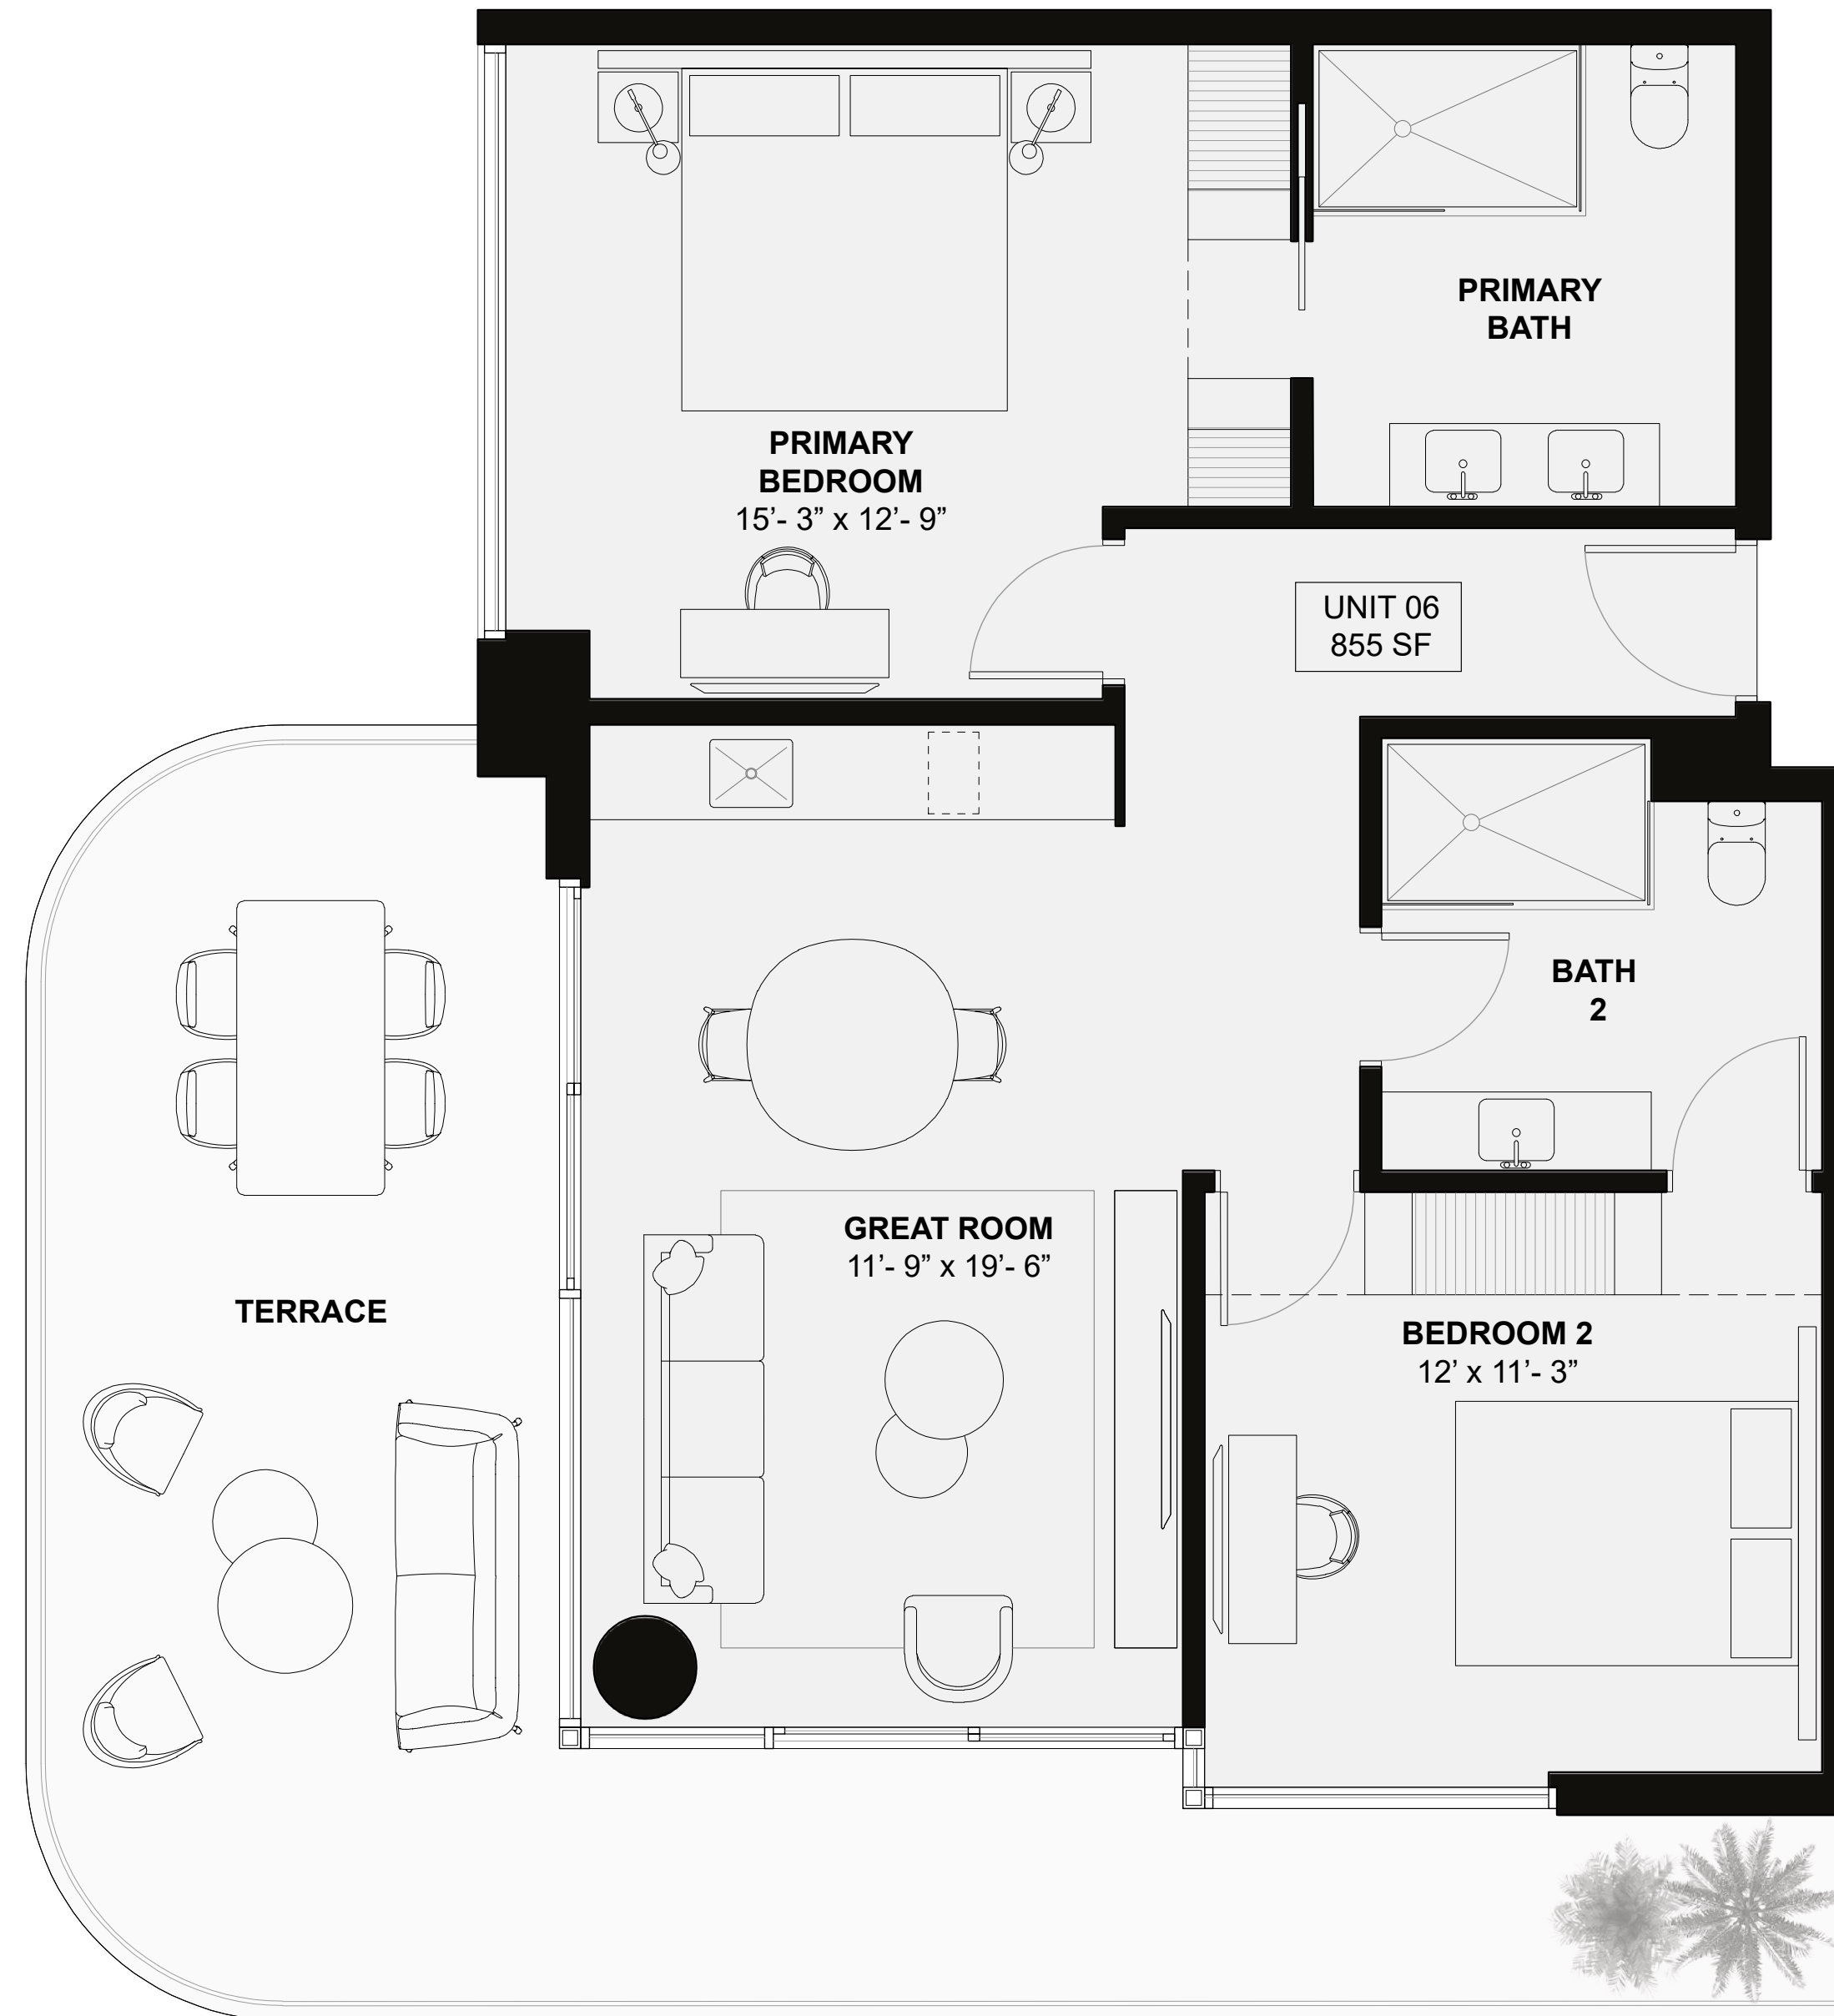 PRIMARY
BATH
PRIMARY
BEDROOM
15’- 3” x 12’- 9”
UNIT 06
855 SF
BATH
2
GREAT ROOM
11’- 9” x 19’- 6”
TERRACE
BEDROOM 2
12’ x 11’- 3”